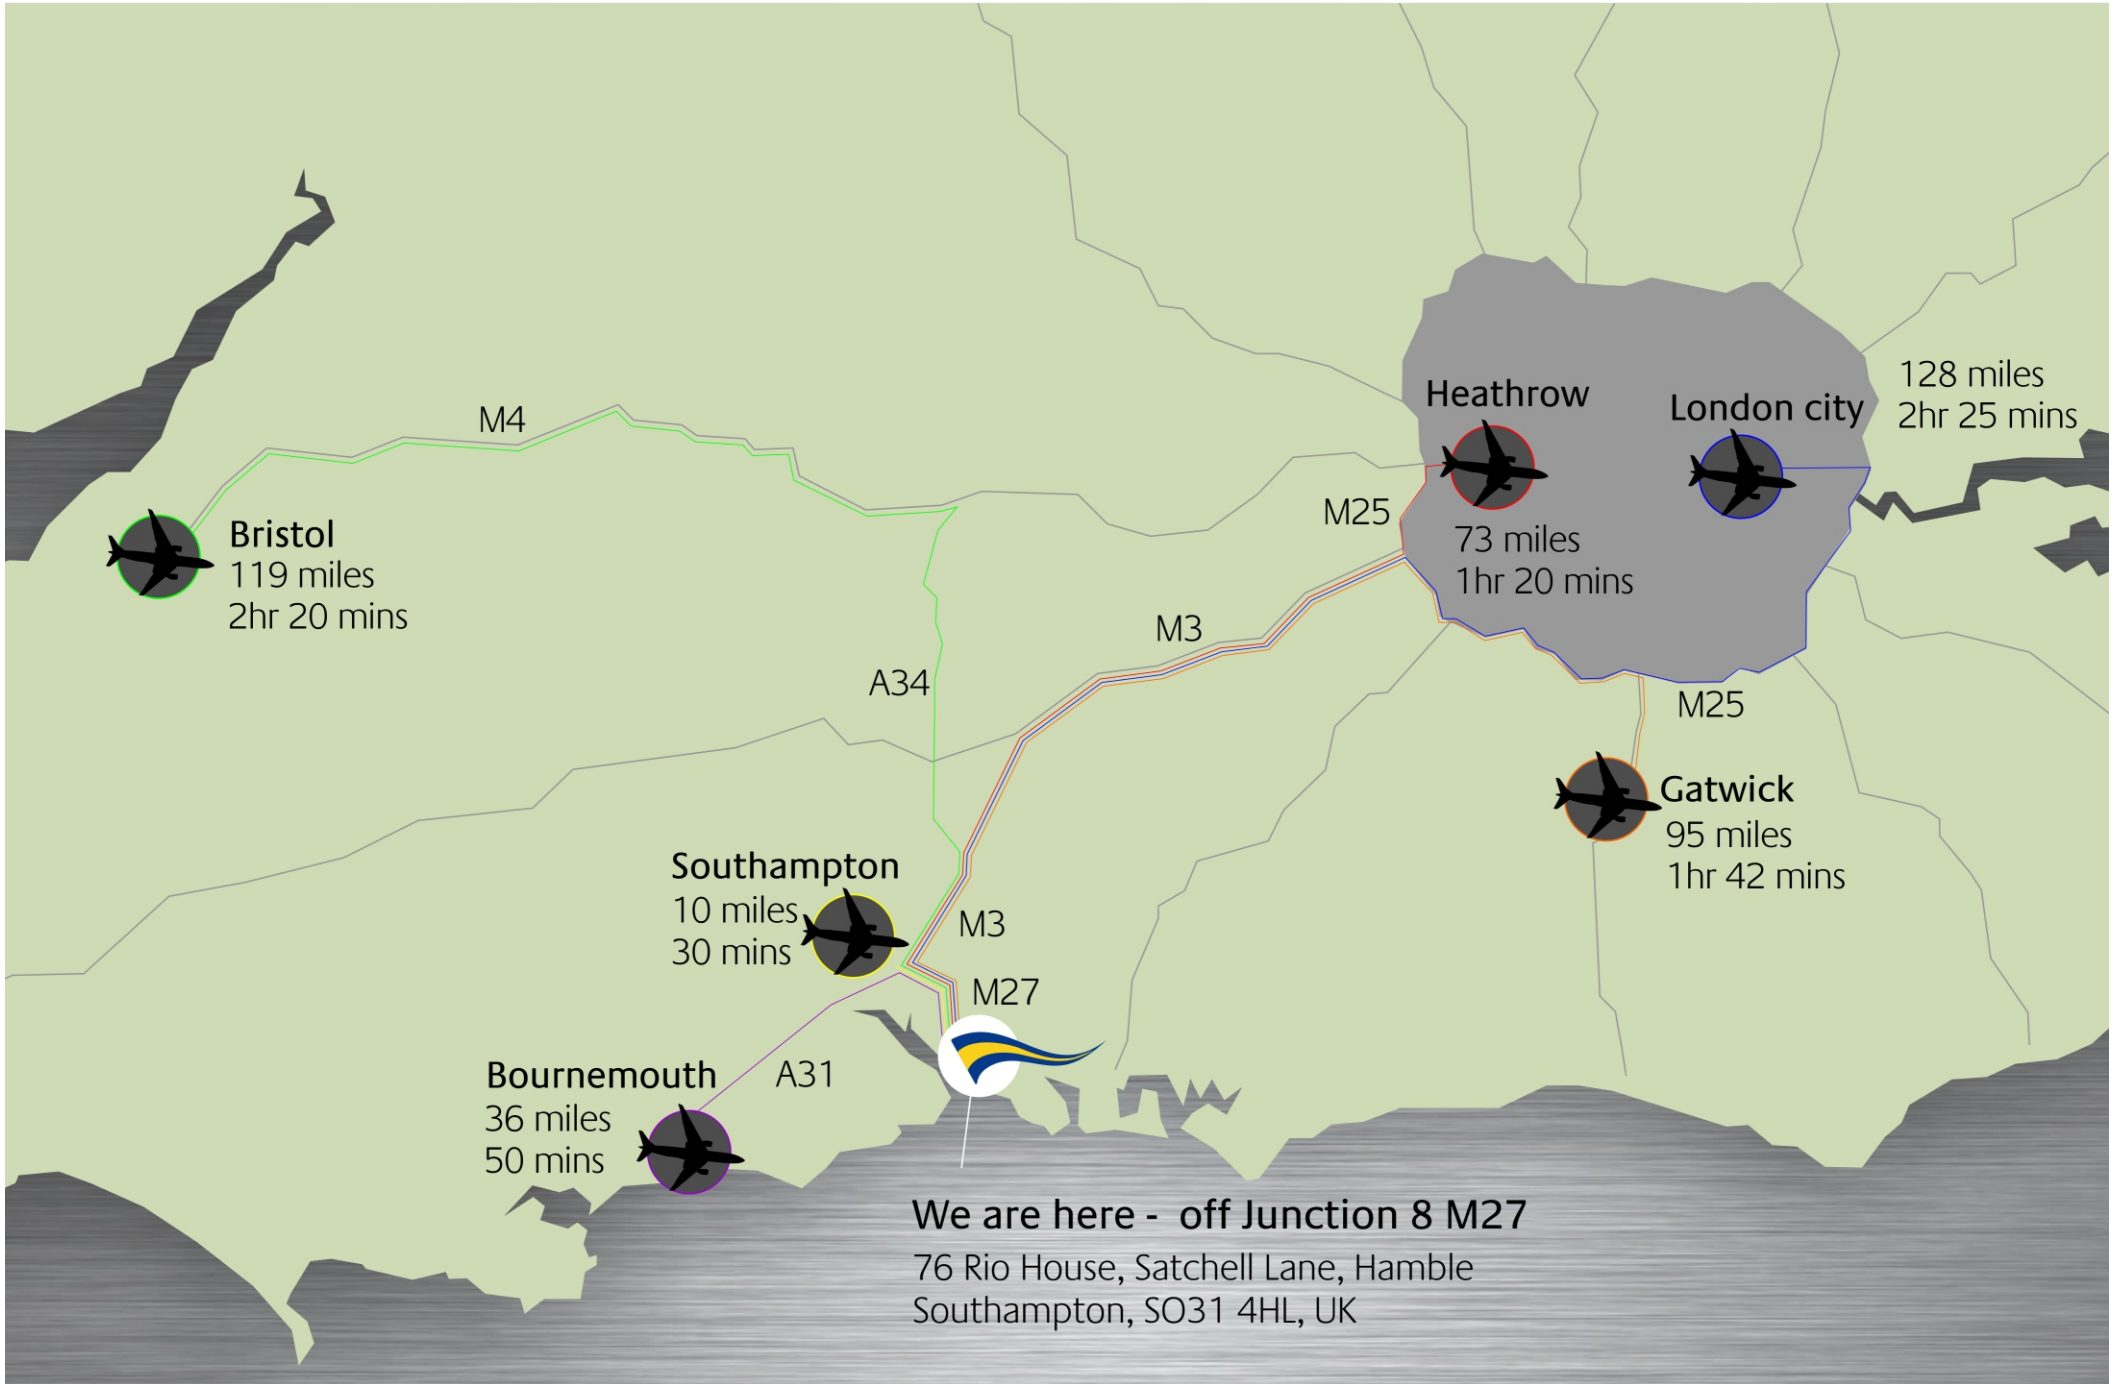 Heathrow
128 miles
London city
2hr 25 mins
M4
M25
Bristol
73 miles
119 miles
1hr 20 mins
2hr 20 mins
M3
A34
M25
Gatwick
95 miles
1hr 42 mins
Southampton
10 miles
30 mins
M3
M27
Bournemouth
A31
36 miles
50 mins
We are here -  off Junction 8 M27
76 Rio House, Satchell Lane, Hamble
Southampton, SO31 4HL, UK